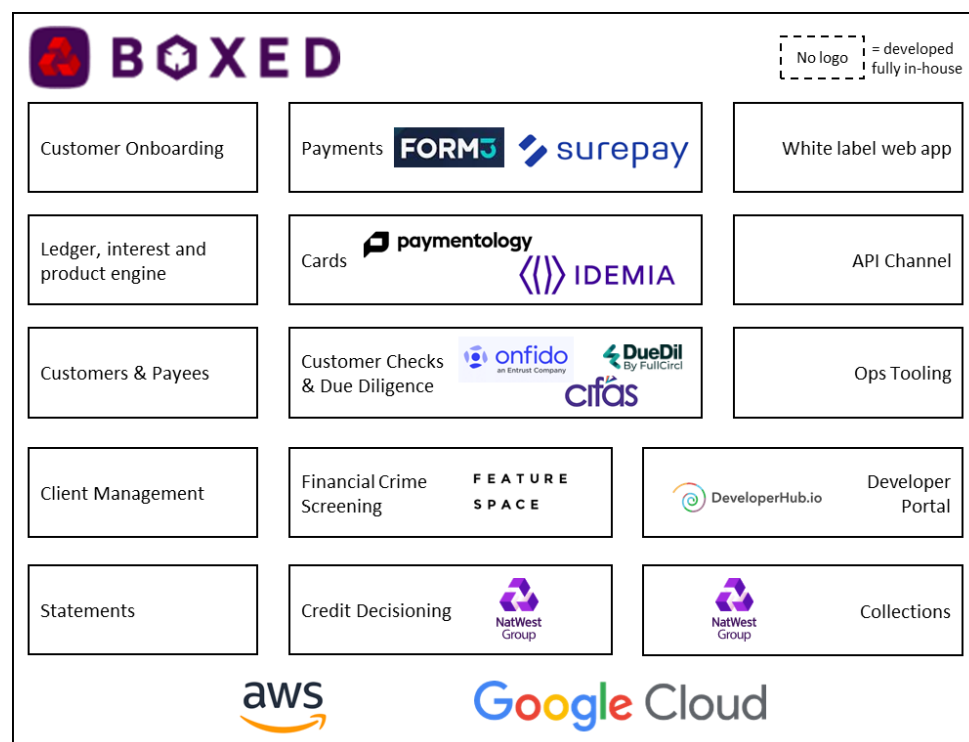 BOXED
No logo
= developed
fully in-house
Customer Onboarding
Payments
FORM3
surepay
White label web app
Ledger, interest and
product engine
Cards
paymentology
IDEMIA
API Channel
Customers & Payees
Customer Checks
& Due Diligence
onfido
an Entrust Company
DueDil
By FullCircl
cifas
Ops Tooling
Client Management
Financial Crime
Screening
FEATURE
SPACE
DeveloperHub.io
Developer
Portal
Statements
Credit Decisioning
NatWest
Group
NatWest
Group
Collections
aws
Google Cloud